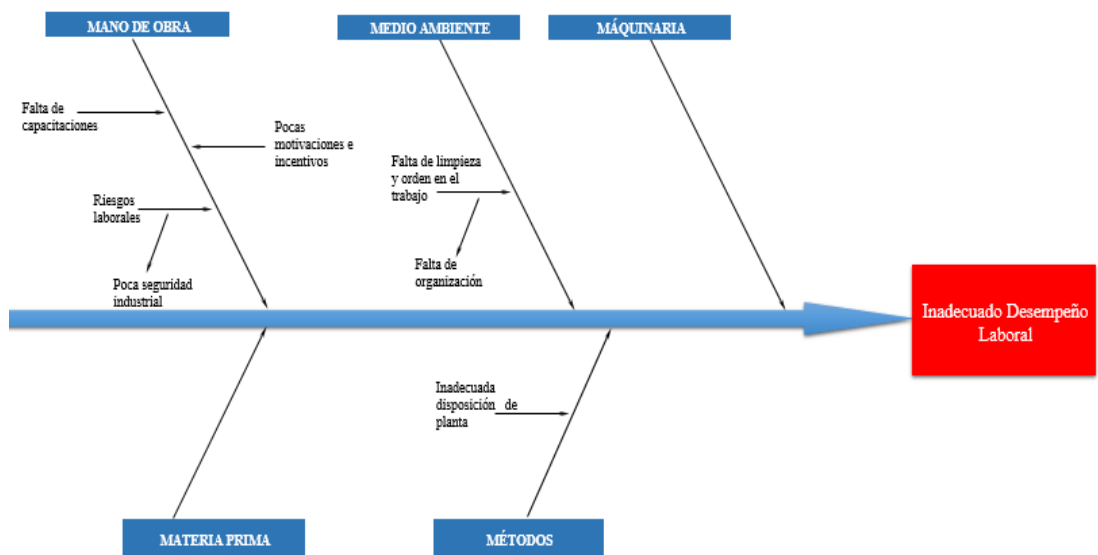 MANO DE OBRA
MEDIO AMBIENTE
MÁQUINARIA
Falta de
capacitaciones
Pocas
motivaciones e
incentivos
Riesgos
laborales
Poca seguridad
industrial
Falta de limpieza
y orden en el
trabajo
Falta de
organización
Inadecuado Desempeño
Laboral
Inadecuada
disposición de
planta
MATERIA PRIMA
MÉTODOS